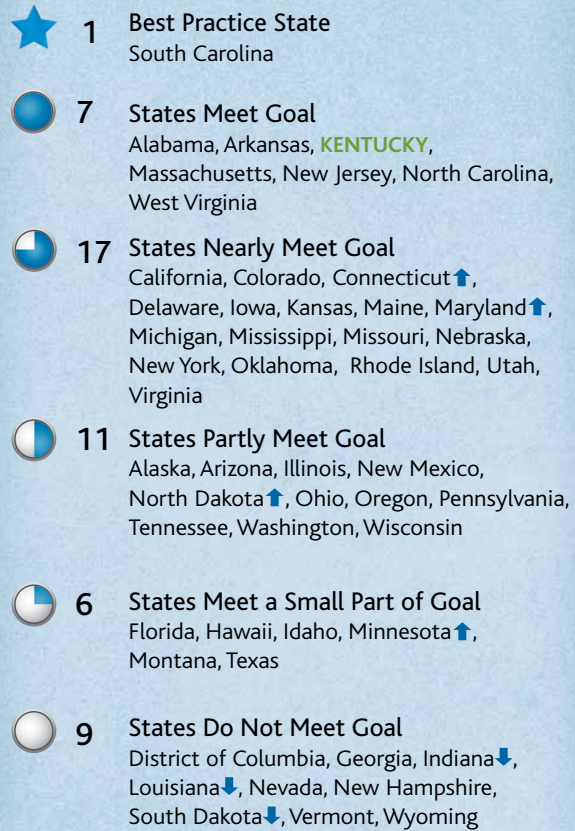 1 Best Practice State
South Carolina
7 States Meet Goal
Alabama, Arkansas, KENTUCKY,
Massachusetts, New Jersey, North Carolina,
West Virginia
17 States Nearly Meet Goal
California, Colorado, Connecticut⬆,
Delaware, Iowa, Kansas, Maine, Maryland⬆,
Michigan, Mississippi, Missouri, Nebraska,
New York, Oklahoma, Rhode Island, Utah,
Virginia
11 States Partly Meet Goal
Alaska, Arizona, Illinois, New Mexico,
North Dakota⬆, Ohio, Oregon, Pennsylvania,
Tennessee, Washington, Wisconsin
6 States Meet a Small Part of Goal
Florida, Hawaii, Idaho, Minnesota⬆,
Montana, Texas
9 States Do Not Meet Goal
District of Columbia, Georgia, Indiana⬇,
Louisiana⬇, Nevada, New Hampshire,
South Dakota⬇, Vermont, Wyoming